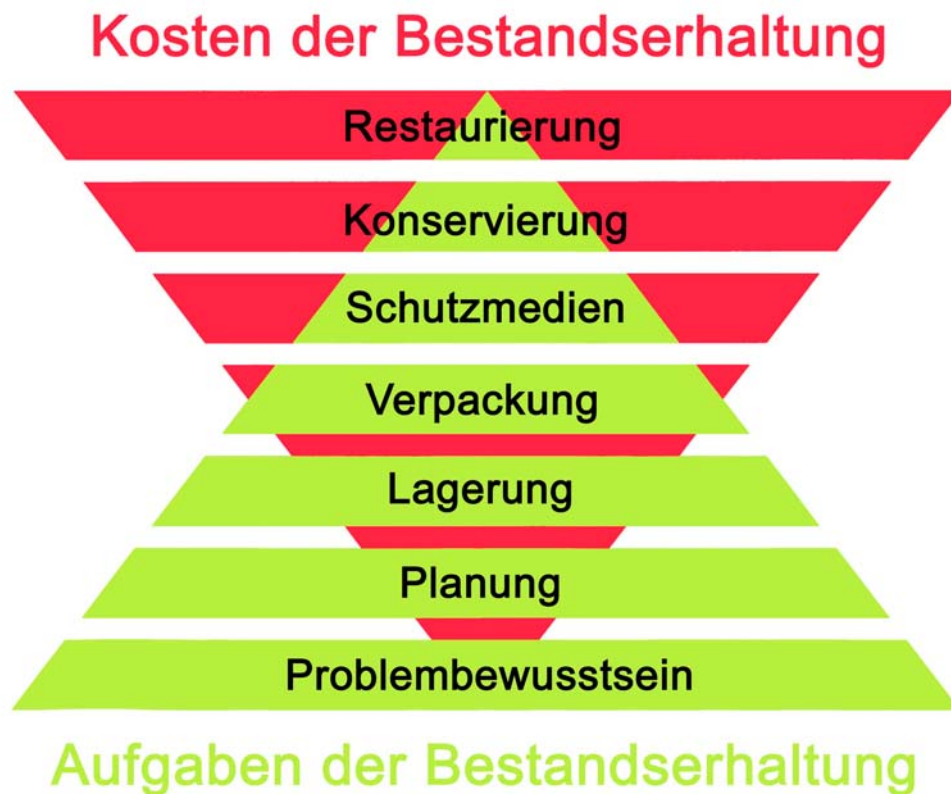 Kosten der Bestandserhaltung
Restaurierung
Konservierung
Schutzmedien
Verpackung
Lagerung
Planung
Problembewusstsein
Aufgaben der Bestandserhaltung